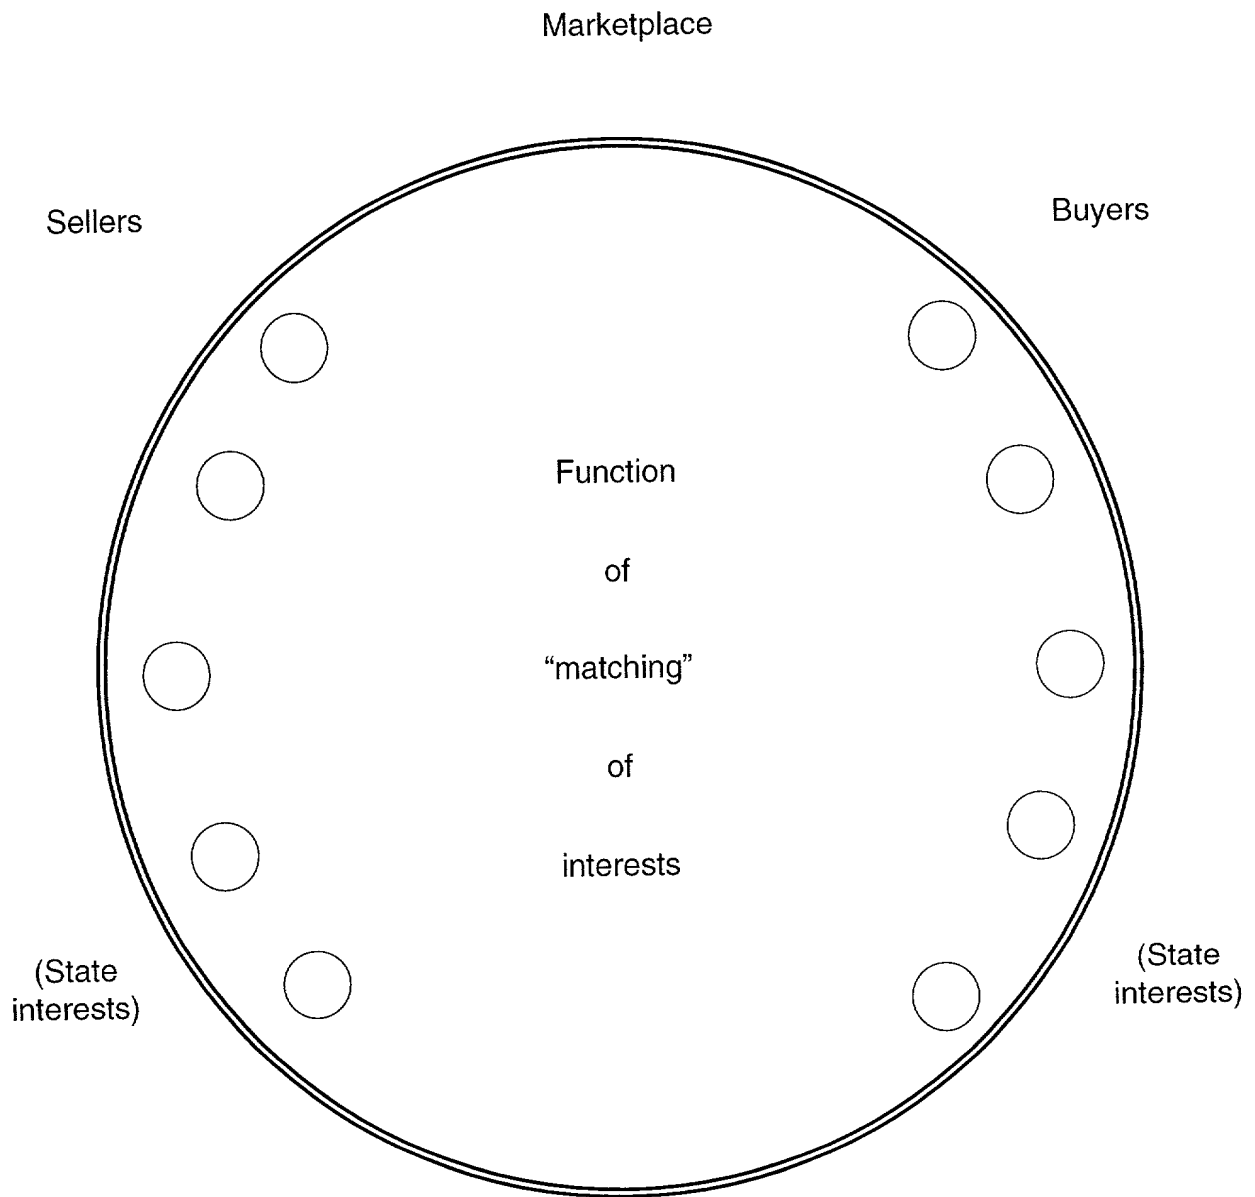 Marketplace
Sellers
Buyers
Function
of
“matching”
of
interests
(State
interests)
(State
interests)